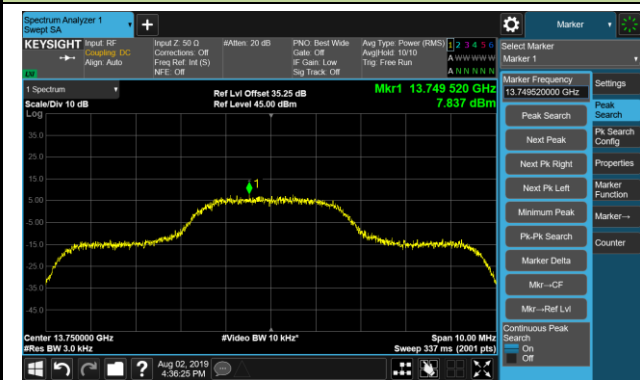 Spectrum Analyzer 1
Swept SA
+
Marker
KEYSIGHT
Input: RF
Coupling: DC
Align: Auto
Input Z: 50 Ω
Corrections: Off
Freq Ref: Int (S)
NFE: Off
#Atten: 20 dB
PNO: Best Wide
Gate: Off
IF Gain: Low
Sig Track: Off
Avg Type: Power (RMS)
Avg|Hold: 10/10
Trig: Free Run
1 2 3 4 5 6
A W W W W W
A N N N N N
Select Marker
Marker 1
1 Spectrum
Scale/Div 10 dB
Log
Ref Lvl Offset 35.25 dB
Ref Level 45.00 dBm
Mkr1 13.749 520 GHz
7.837 dBm
35.0
25.0
15.0
5.00
-5.00
-15.0
-25.0
-35.0
-45.0
1
Center 13.750000 GHz
#Res BW 3.0 kHz
#Video BW 10 kHz*
Span 10.00 MHz
Sweep 337 ms (2001 pts)
Marker Frequency
13.749520000 GHz
Peak Search
Next Peak
Next Pk Right
Next Pk Left
Minimum Peak
Pk-Pk Search
Marker Delta
Mkr→CF
Mkr→Ref Lvl
Continuous Peak
Search
On
Off
Settings
Peak
Search
Pk Search
Config
Properties
Marker
Function
Marker→
Counter
?
Aug 02, 2019
4:36:25 PM